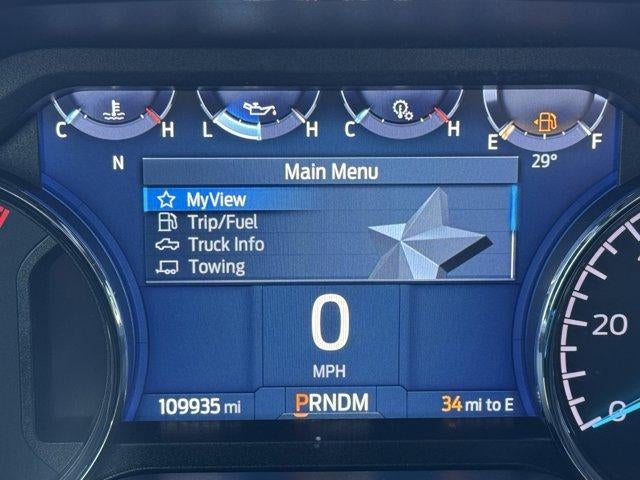 C H L H C H E F
N 29°
Main Menu
MyView
Trip/Fuel
Truck Info
Towing
0
MPH
20
0
109935 mi PRNDM 34 mi to E